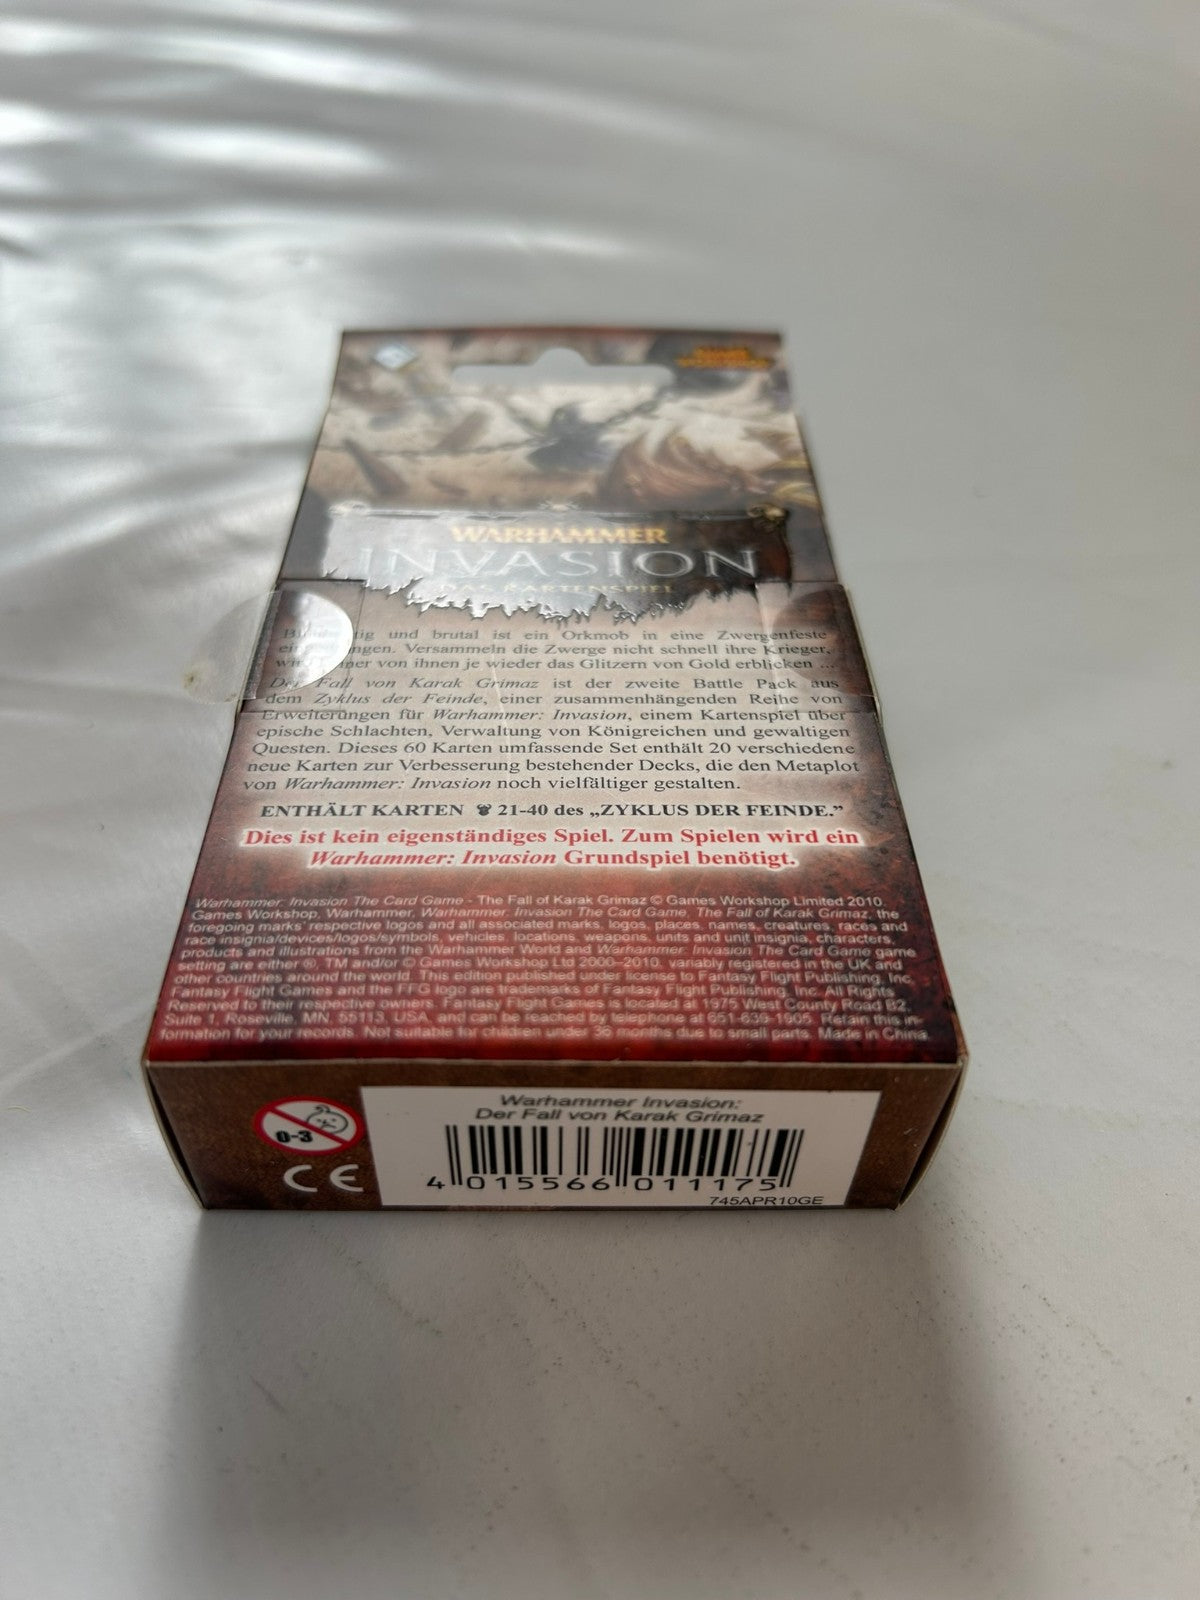 WARHAMMER
INVASION
DAS KARTENSPIEL
und brutal ist ein Orkmob in eine Zwergenfeste
Versammeln die Zwerge nicht schnell ihre Krieger,
von ihnen je wieder das Glitzern von Gold erblicken ...
Der Fall von Karak Grimaz ist der zweite Battle Pack aus
dem Zyklus der Feinde, einer zusammenhängenden Reihe von
Erweiterungen für Warhammer: Invasion, einem Kartenspiel über
epische Schlachten, Verwaltung von Königreichen und gewaltigen
Questen. Dieses 60 Karten umfassende Set enthält 20 verschiedene
neue Karten zur Verbesserung bestehender Decks, die den Metaplot
von Warhammer: Invasion noch vielfältiger gestalten.
ENTHÄLT KARTEN 21-40 des „ZYKLUS DER FEINDE.”
Dies ist kein eigenständiges Spiel. Zum Spielen wird ein
Warhammer: Invasion Grundspiel benötigt.
Warhammer: Invasion The Card Game - The Fall of Karak Grimaz © Games Workshop Limited 2010.
Games Workshop, Warhammer, Warhammer: Invasion The Card Game, The Fall of Karak Grimaz, the
foregoing marks' respective logos and all associated marks, logos, places, names, creatures, races and
race insignia/devices/logos/symbols, vehicles, locations, weapons, units and unit insignia, characters,
products and illustrations from the Warhammer World and Warhammer: Invasion The Card Game game
setting are either ®, TM and/or © Games Workshop Ltd 2000–2010, variably registered in the UK and
other countries around the world. This edition published under license to Fantasy Flight Publishing, Inc.
Fantasy Flight Games and the FFG logo are trademarks of Fantasy Flight Publishing, Inc. All Rights
Reserved to their respective owners. Fantasy Flight Games is located at 1975 West County Road B2,
Suite 1, Roseville, MN, 55113, USA, and can be reached by telephone at 651-639-1905. Retain this in-
formation for your records. Not suitable for children under 36 months due to small parts. Made in China.
0-3
CE
Warhammer Invasion:
Der Fall von Karak Grimaz
4 015566 011175
745APR10GE